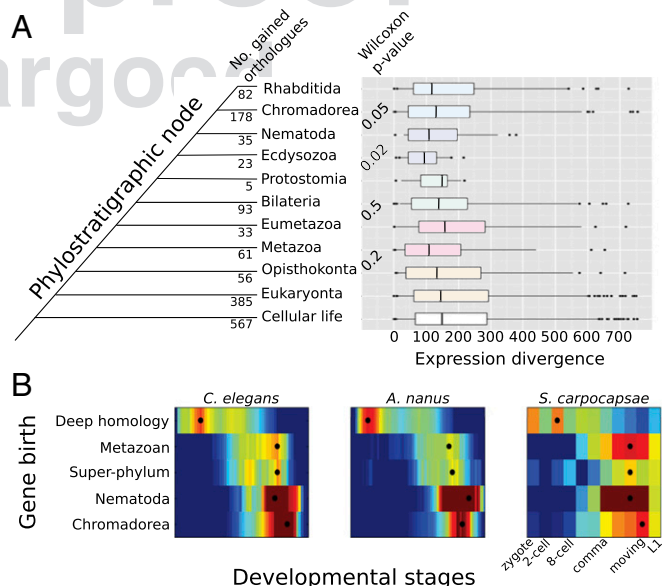 A
No. gained
orthologues
Wilcoxon
p-value
Phylostratigraphic node
82 Rhabditida
178 Chromadorea
35 Nematoda
23 Ecdysozoa
5 Protostomia
93 Bilateria
33 Eumetazoa
61 Metazoa
56 Opisthokonta
385 Eukaryonta
567 Cellular life
0.05
0.02
0.5
0.2
0 100 200 300 400 500 600 700
Expression divergence
B
C. elegans A. nanus S. carpocapsae
Gene birth
Deep homology
Metazoan
Super-phylum
Nematoda
Chromadorea
zygote
2-cell
8-cell
comma
moving
L1
Developmental stages